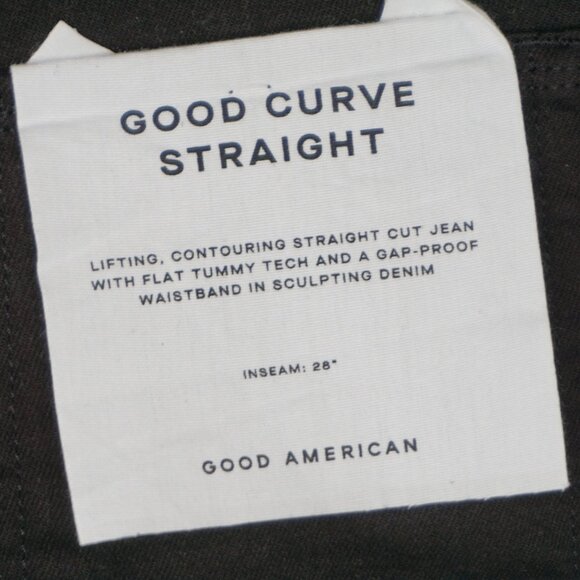 GOOD CURVE
STRAIGHT
LIFTING, CONTOURING STRAIGHT CUT JEAN
WITH FLAT TUMMY TECH AND A GAP-PROOF
WAISTBAND IN SCULPTING DENIM
INSEAM: 28"
GOOD AMERICAN